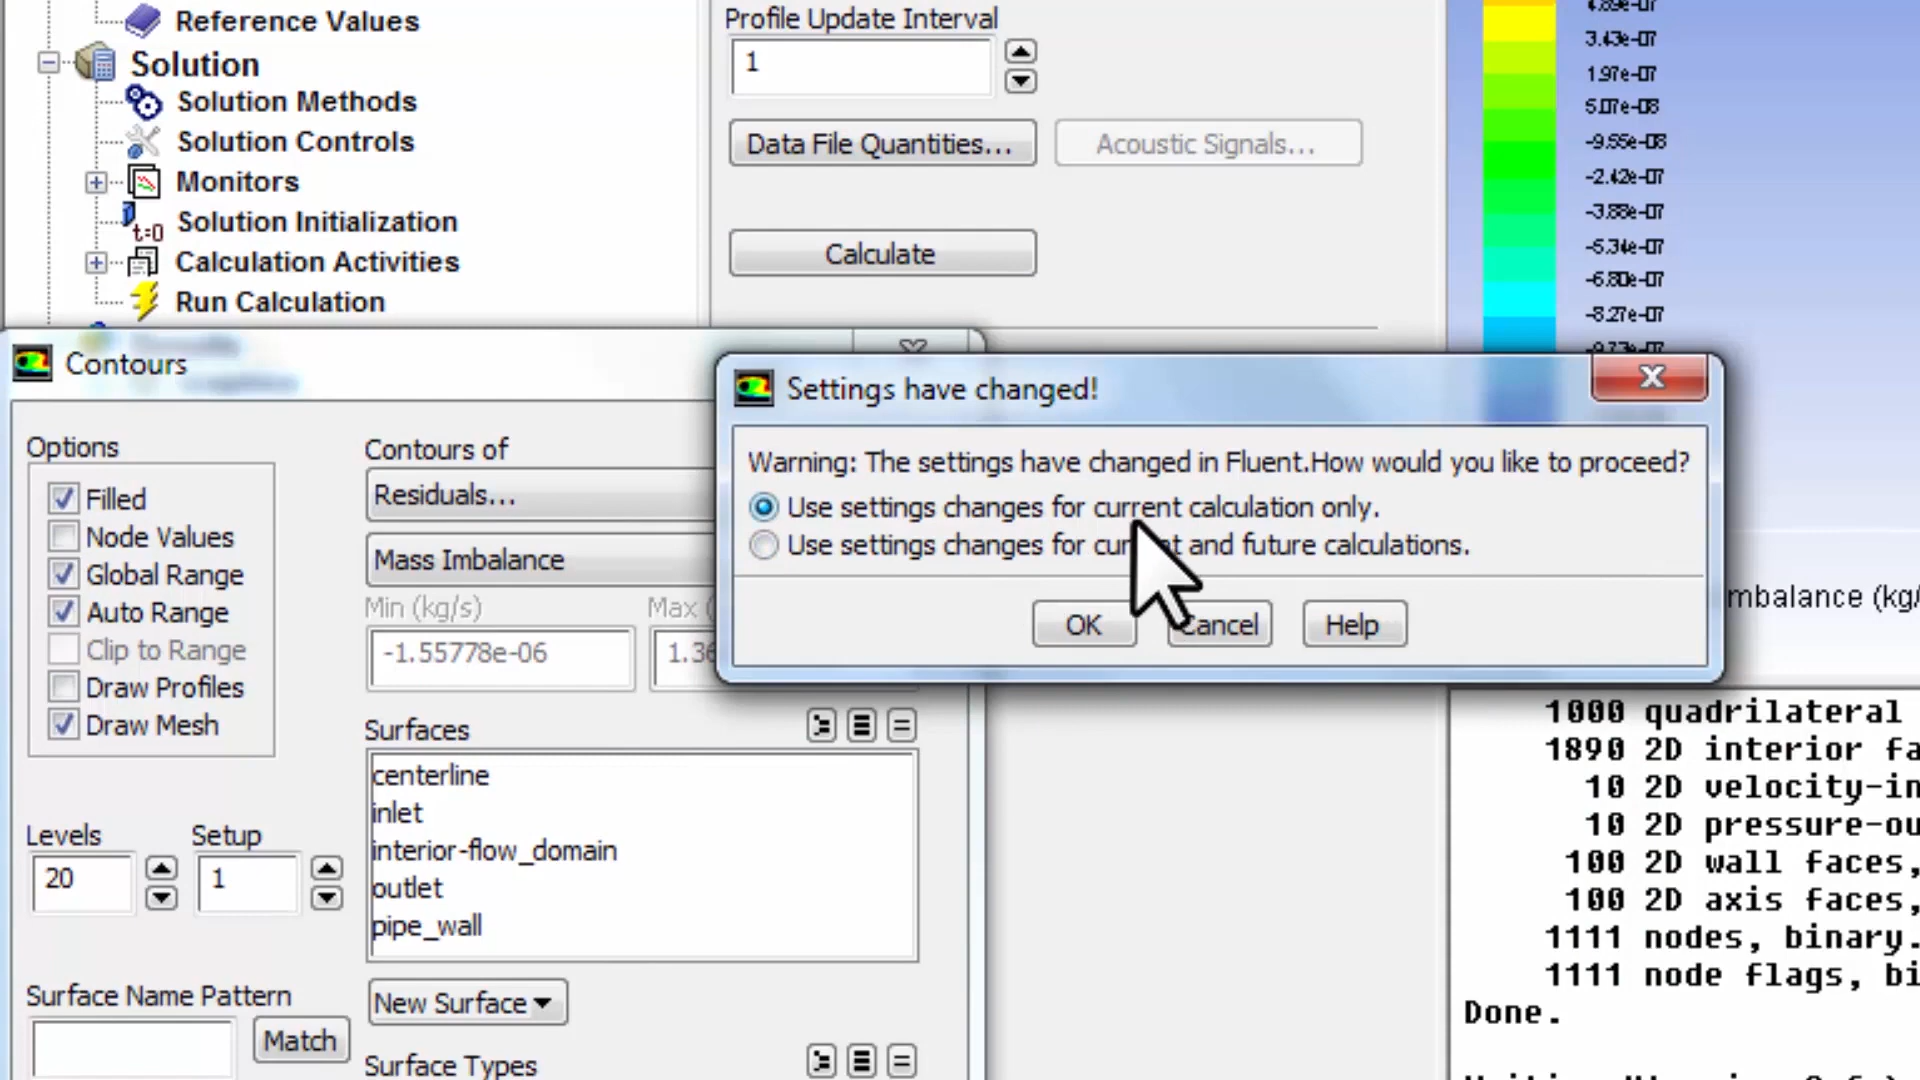 Reference Values
Solution
Solution Methods
Solution Controls
Monitors
Solution Initialization
t=0
Calculation Activities
Run Calculation
Profile Update Interval
1
Data File Quantities...
Acoustic Signals...
Calculate
3.43e-07
1.97e-07
5.07e-08
-9.55e-08
-2.42e-07
-3.88e-07
-5.34e-07
-6.80e-07
-8.27e-07
-9.73e-07
Contours
Options
Filled
Node Values
Global Range
Auto Range
Clip to Range
Draw Profiles
Draw Mesh
Levels
20
Setup
1
Surface Name Pattern
Match
Contours of
Residuals...
Mass Imbalance
Min (kg/s)
Max (
-1.55778e-06
1.36
Surfaces
centerline
inlet
interior-flow_domain
outlet
pipe_wall
New Surface
Surface Types
Settings have changed!
Warning: The settings have changed in Fluent.How would you like to proceed?
Use settings changes for current calculation only.
Use settings changes for current and future calculations.
OK
Cancel
Help
mbalance (kg/
1000 quadrilateral
1890 2D interior fa
10 2D velocity-in
10 2D pressure-ou
100 2D wall faces,
100 2D axis faces,
1111 nodes, binary.
1111 node flags, bi
Done.